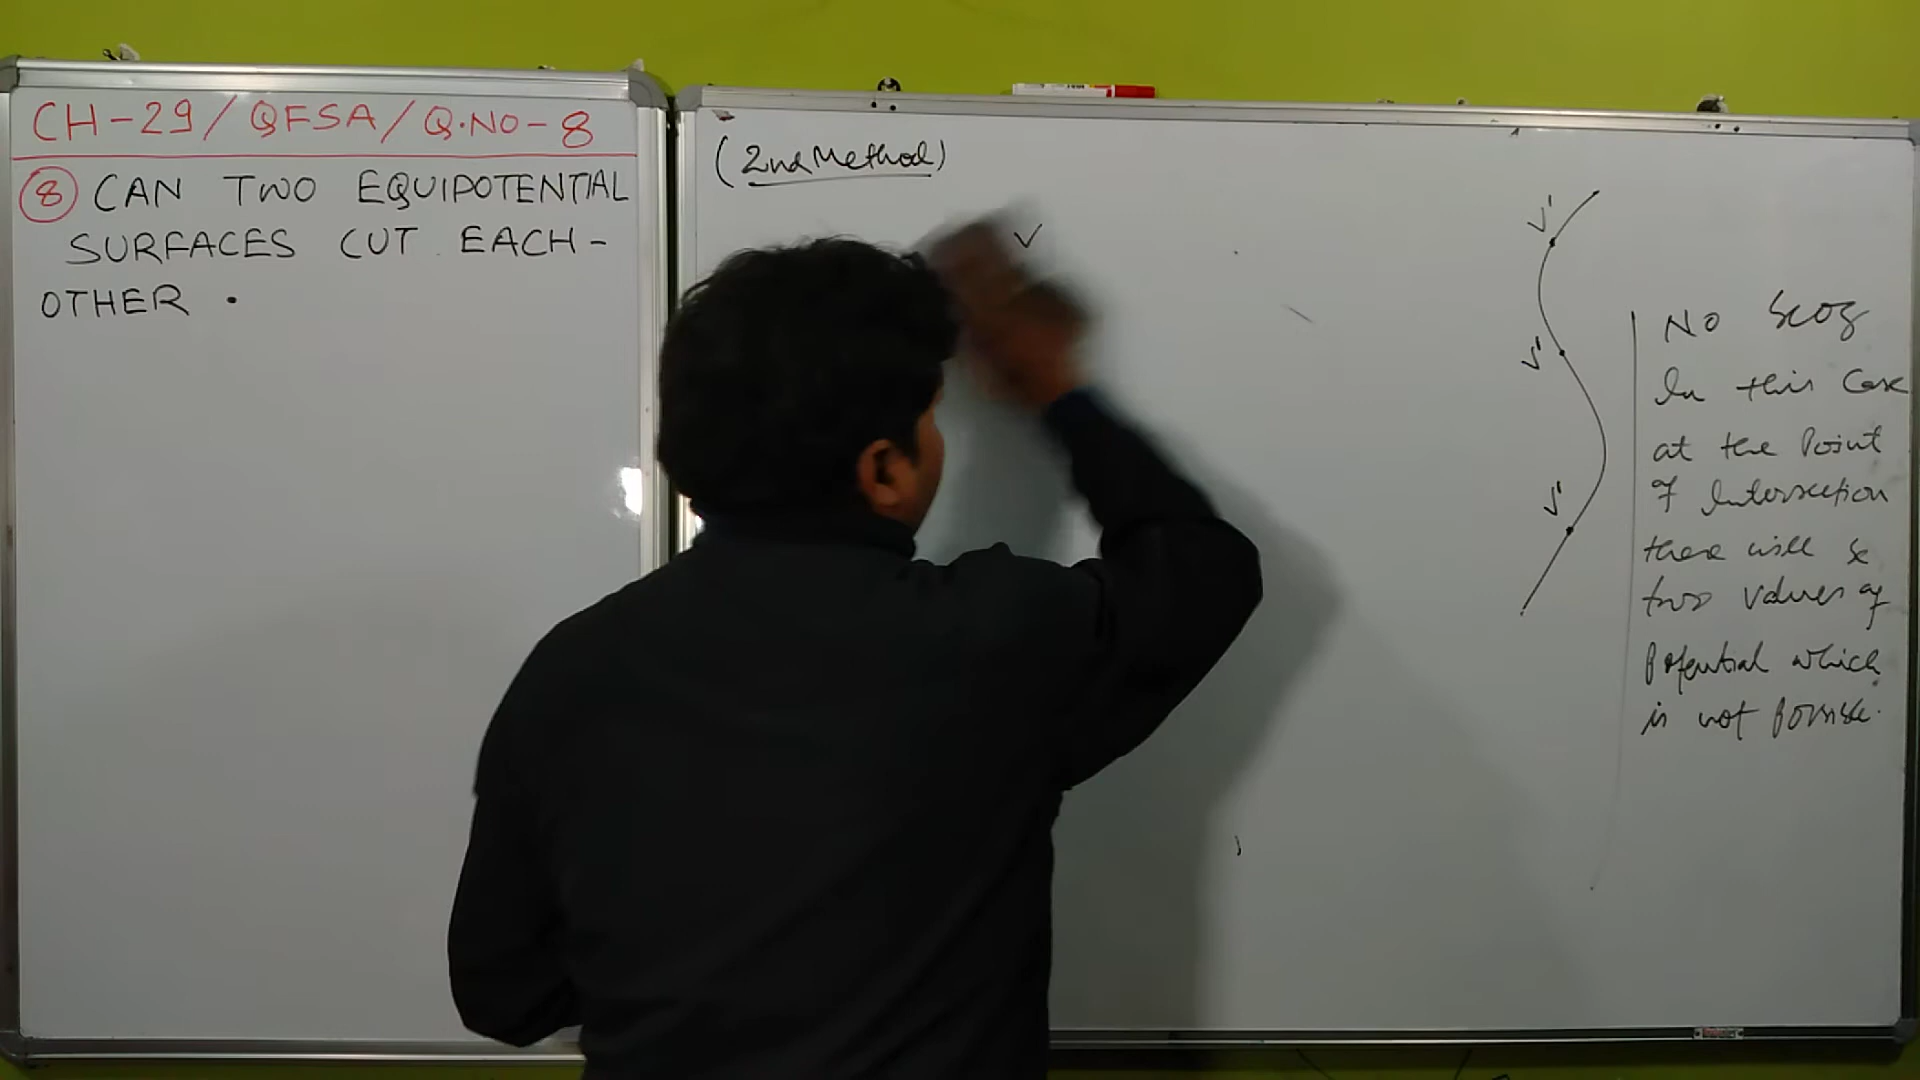 CH-29/QFSA/Q.NO-8
8 CAN TWO EQUIPOTENTIAL
SURFACES CUT EACH-
OTHER .
(2nd Method)
V
V'
V'
V'
No
In this Case
at the Point
of Intersection
there will be
two values of
Potential which
is not possible.